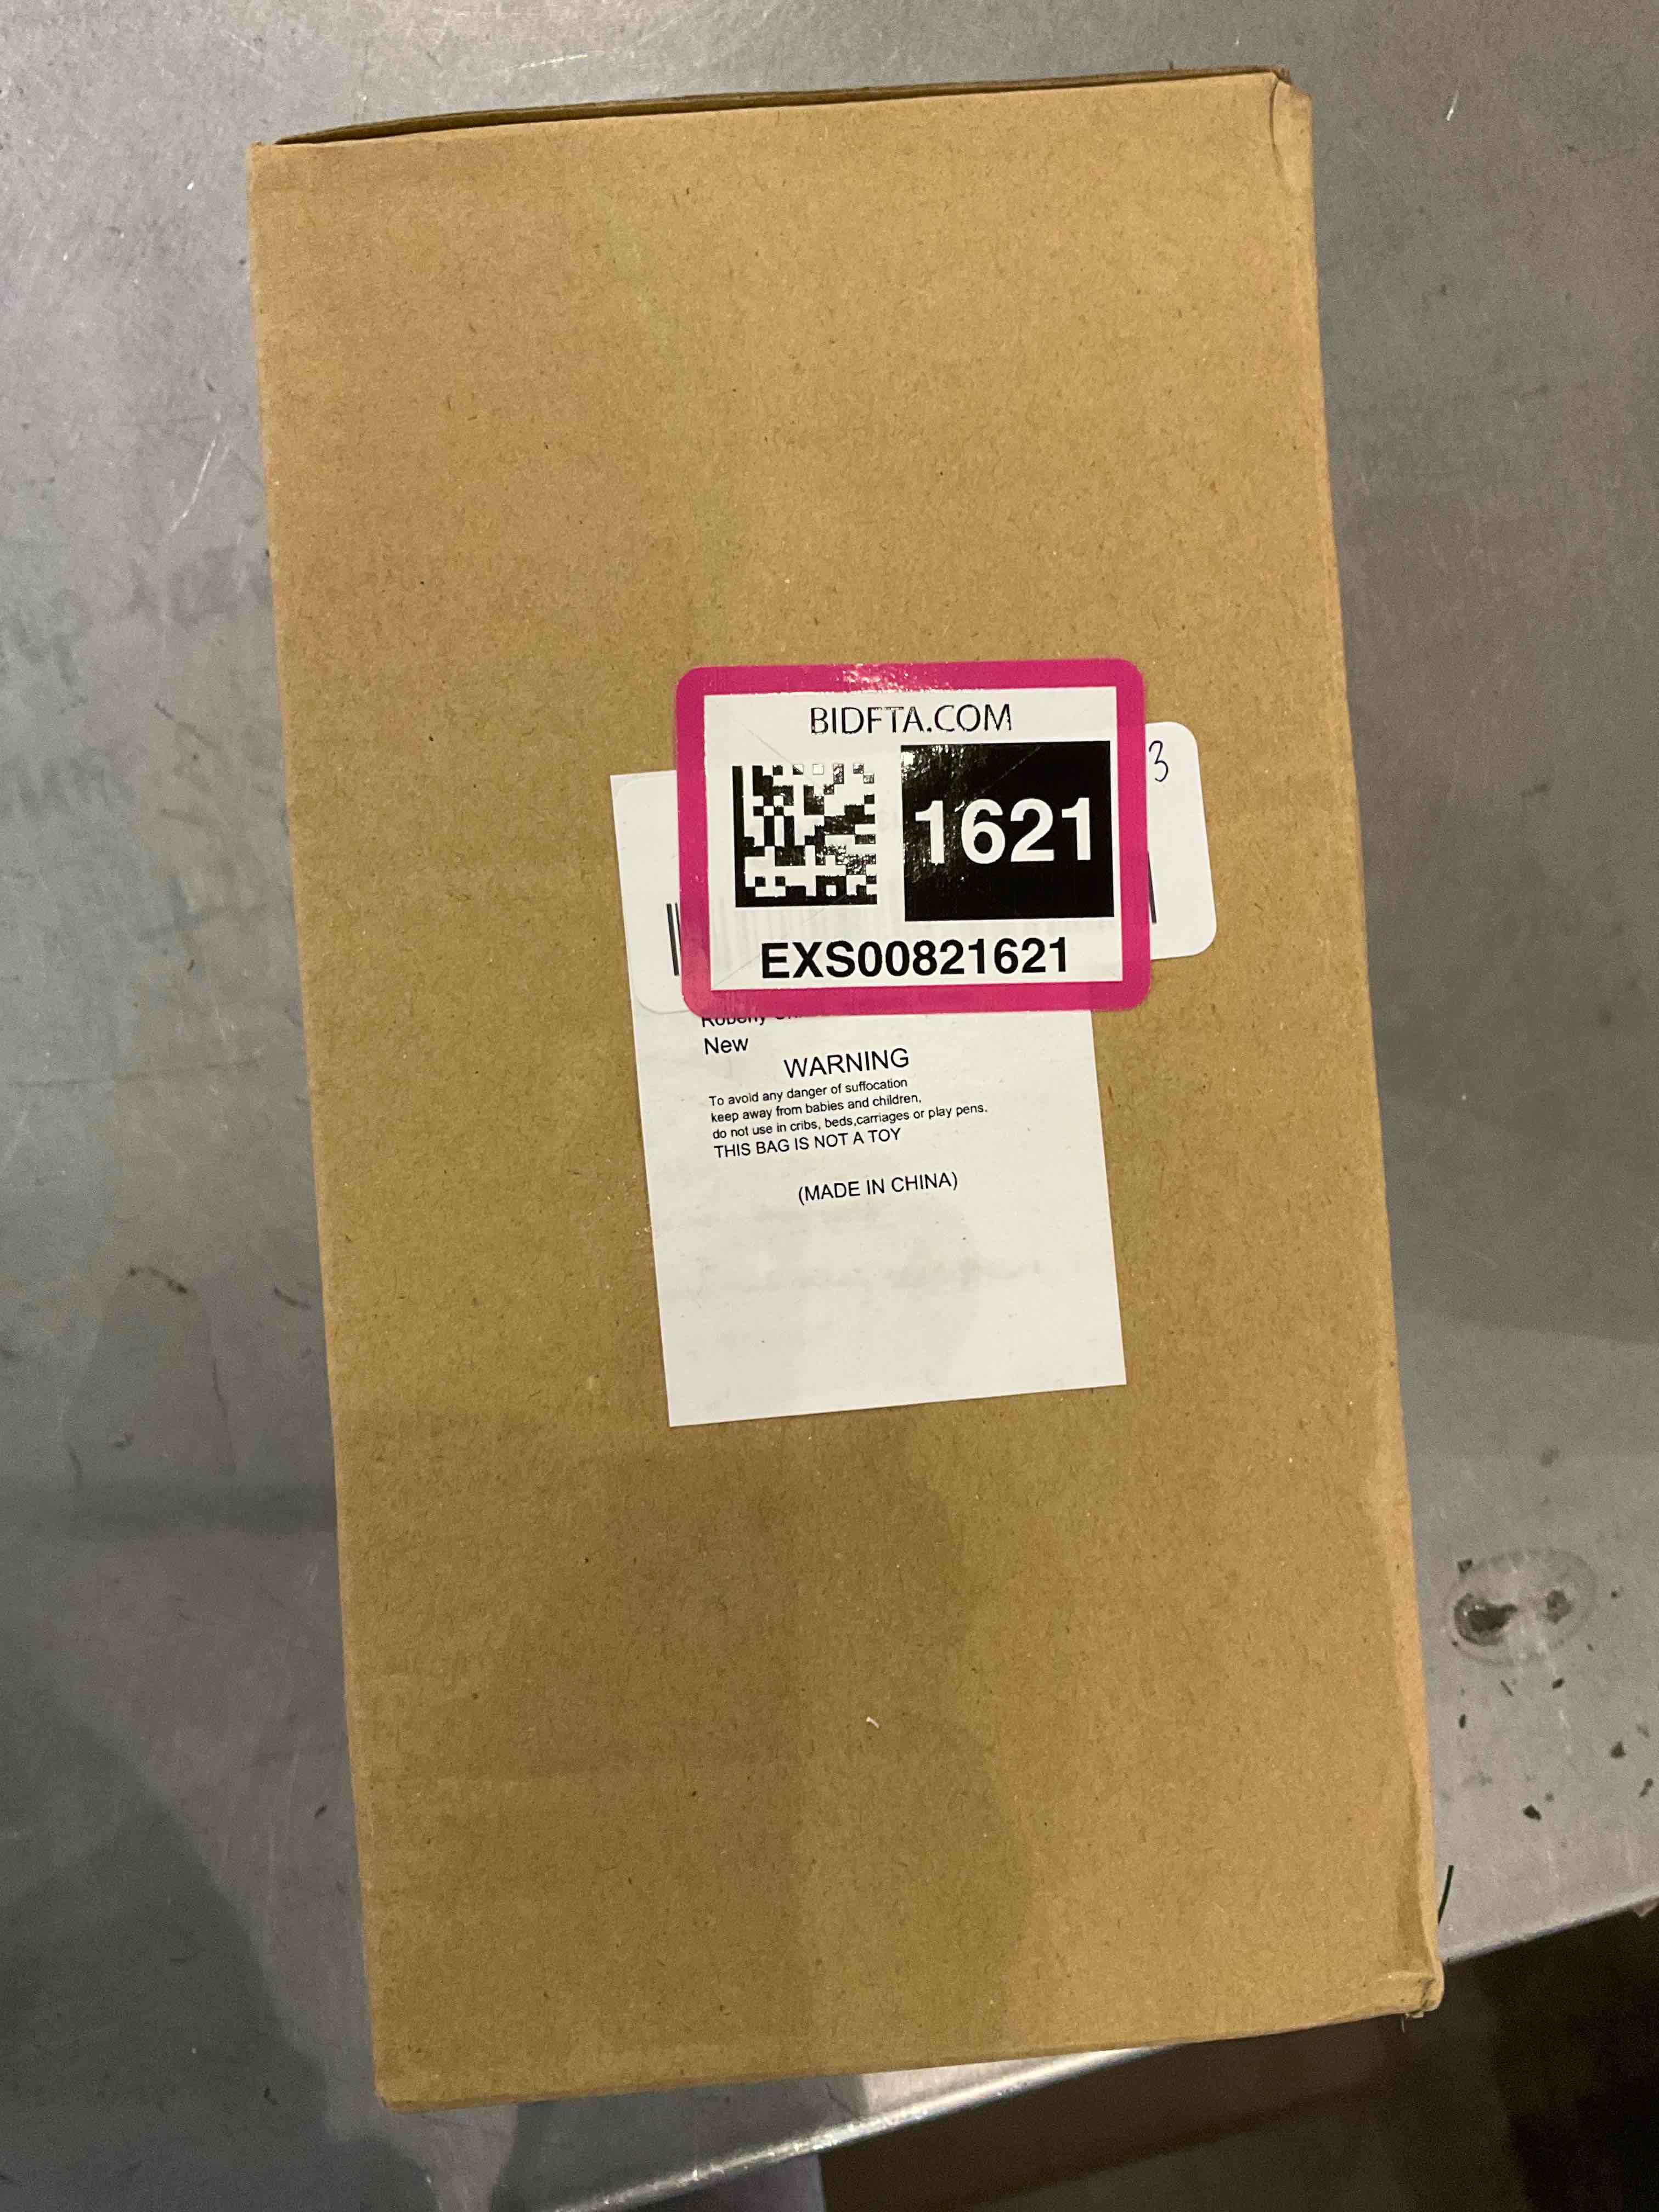 BIDFTA.COM
3
1621
EXS00821621
New
WARNING
To avoid any danger of suffocation
keep away from babies and children,
do not use in cribs, beds,carriages or play pens.
THIS BAG IS NOT A TOY
(MADE IN CHINA)